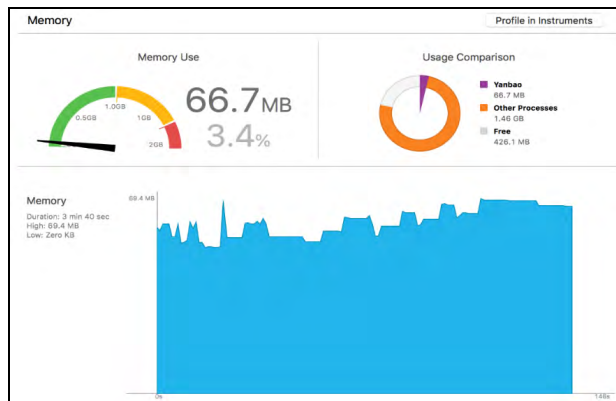 Memory
Profile in Instruments
Memory Use
0.5GB
1.0GB
1GB
2GB
66.7MB
3.4%
Usage Comparison
Yanbao
66.7 MB
Other Processes
1.46 GB
Free
426.1 MB
Memory
Duration: 3 min 40 sec
High: 69.4 MB
Low: Zero KB
69.4 MB
0s
148s